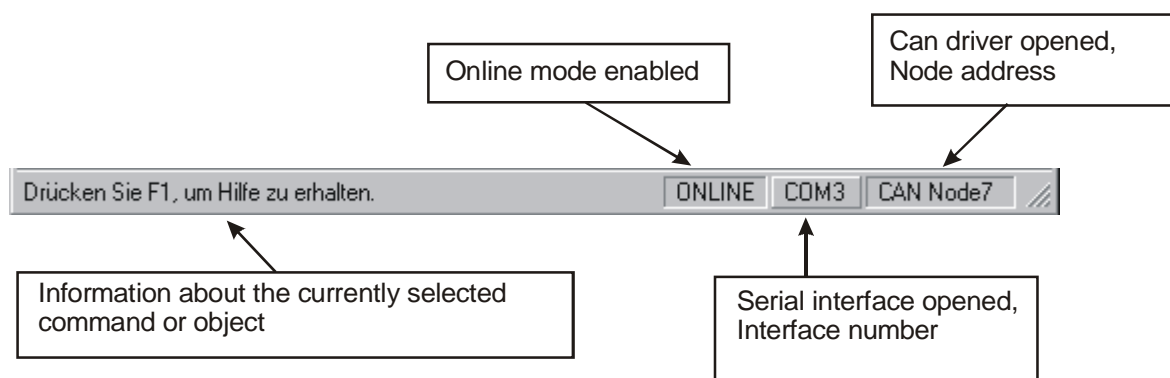 Can driver opened,
Node address
Online mode enabled
Drücken Sie F1, um Hilfe zu erhalten.
ONLINE
COM3
CAN Node7
Information about the currently selected
command or object
Serial interface opened,
Interface number